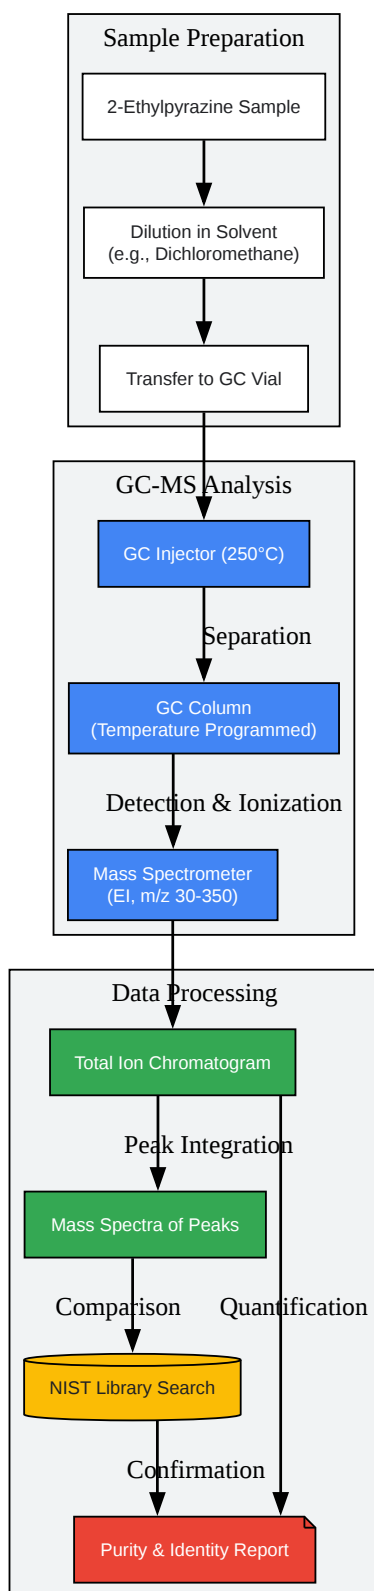 Sample Preparation
2-Ethylpyrazine Sample
Dilution in Solvent
(e.g., Dichloromethane)
Transfer to GC Vial
GC-MS Analysis
GC Injector (250°C)
Separation
GC Column
(Temperature Programmed)
Detection & Ionization
Mass Spectrometer
(EI, m/z 30-350)
Data Processing
Total Ion Chromatogram
Peak Integration
Mass Spectra of Peaks
Comparison
Quantification
NIST Library Search
Confirmation
Purity & Identity Report